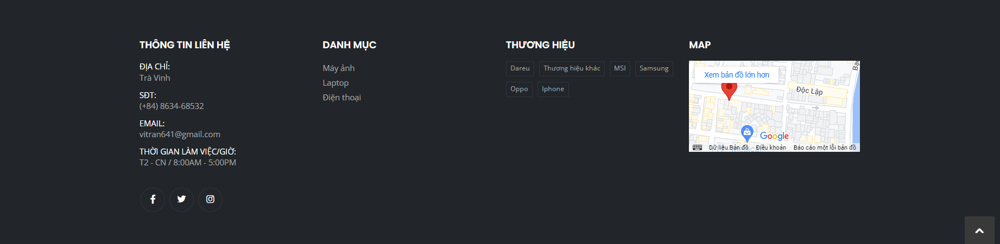 THÔNG TIN LIÊN HỆ
ĐỊA CHỈ:
Trà Vinh
SĐT:
(+84) 8634-68532
EMAIL:
vitran641@gmail.com
THỜI GIAN LÀM VIỆC/GIỜ:
T2 - CN / 8:00AM - 5:00PM
DANH MỤC
Máy ảnh
Laptop
Điện thoại
THƯƠNG HIỆU
Dareu Thương hiệu khác MSI Samsung
Oppo Iphone
MAP
Xem bản đồ lớn hơn
Độc Lập
Google
Dữ liệu Bản đồ Điều khoản Báo cáo một lỗi bản đồ